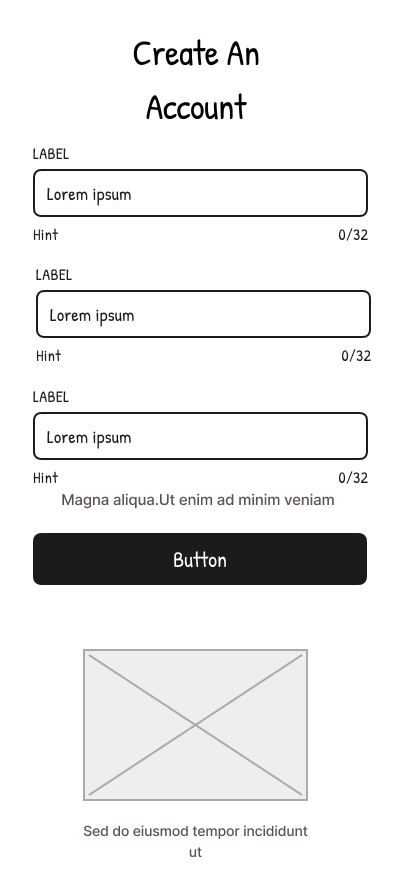 Create An
Account
LABEL
Lorem ipsum
Hint 0/32
LABEL
Lorem ipsum
Hint 0/32
LABEL
Lorem ipsum
Hint 0/32
Magna aliqua.Ut enim ad minim veniam
Button
Sed do eiusmod tempor incididunt
ut